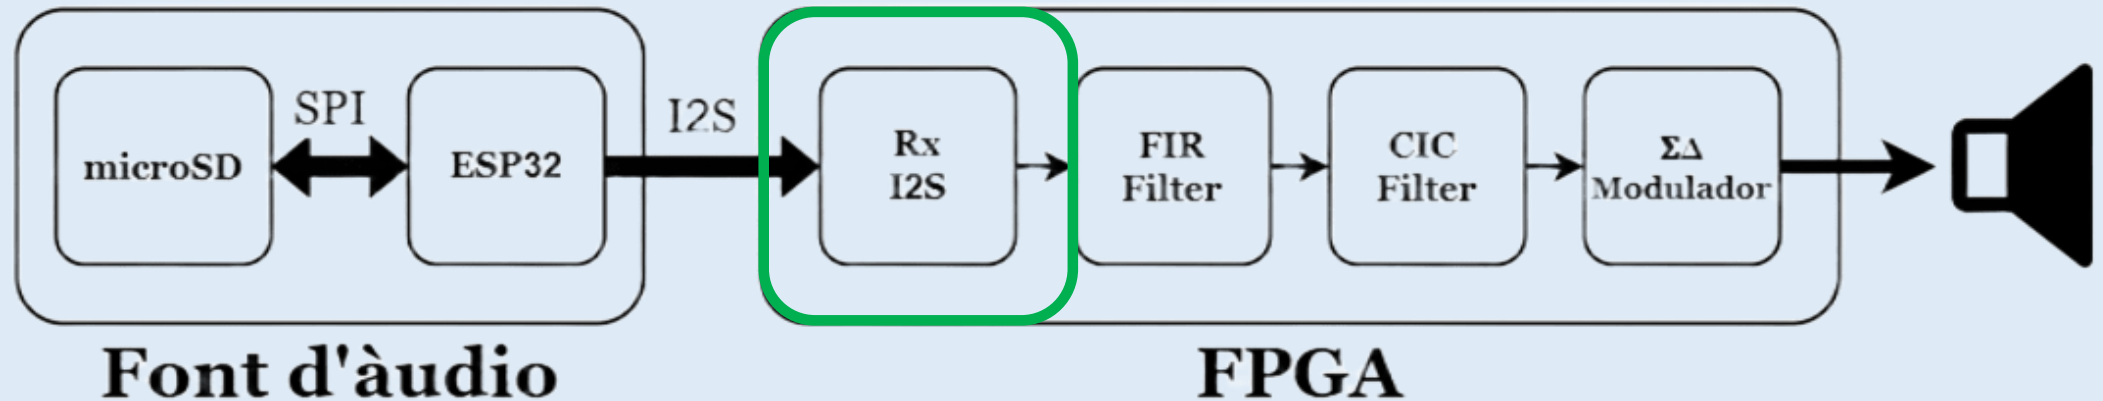 microSD
SPI
ESP32
I2S
Rx
I2S
FIR
Filter
CIC
Filter
ΣΔ
Modulador
Font d'àudio
FPGA